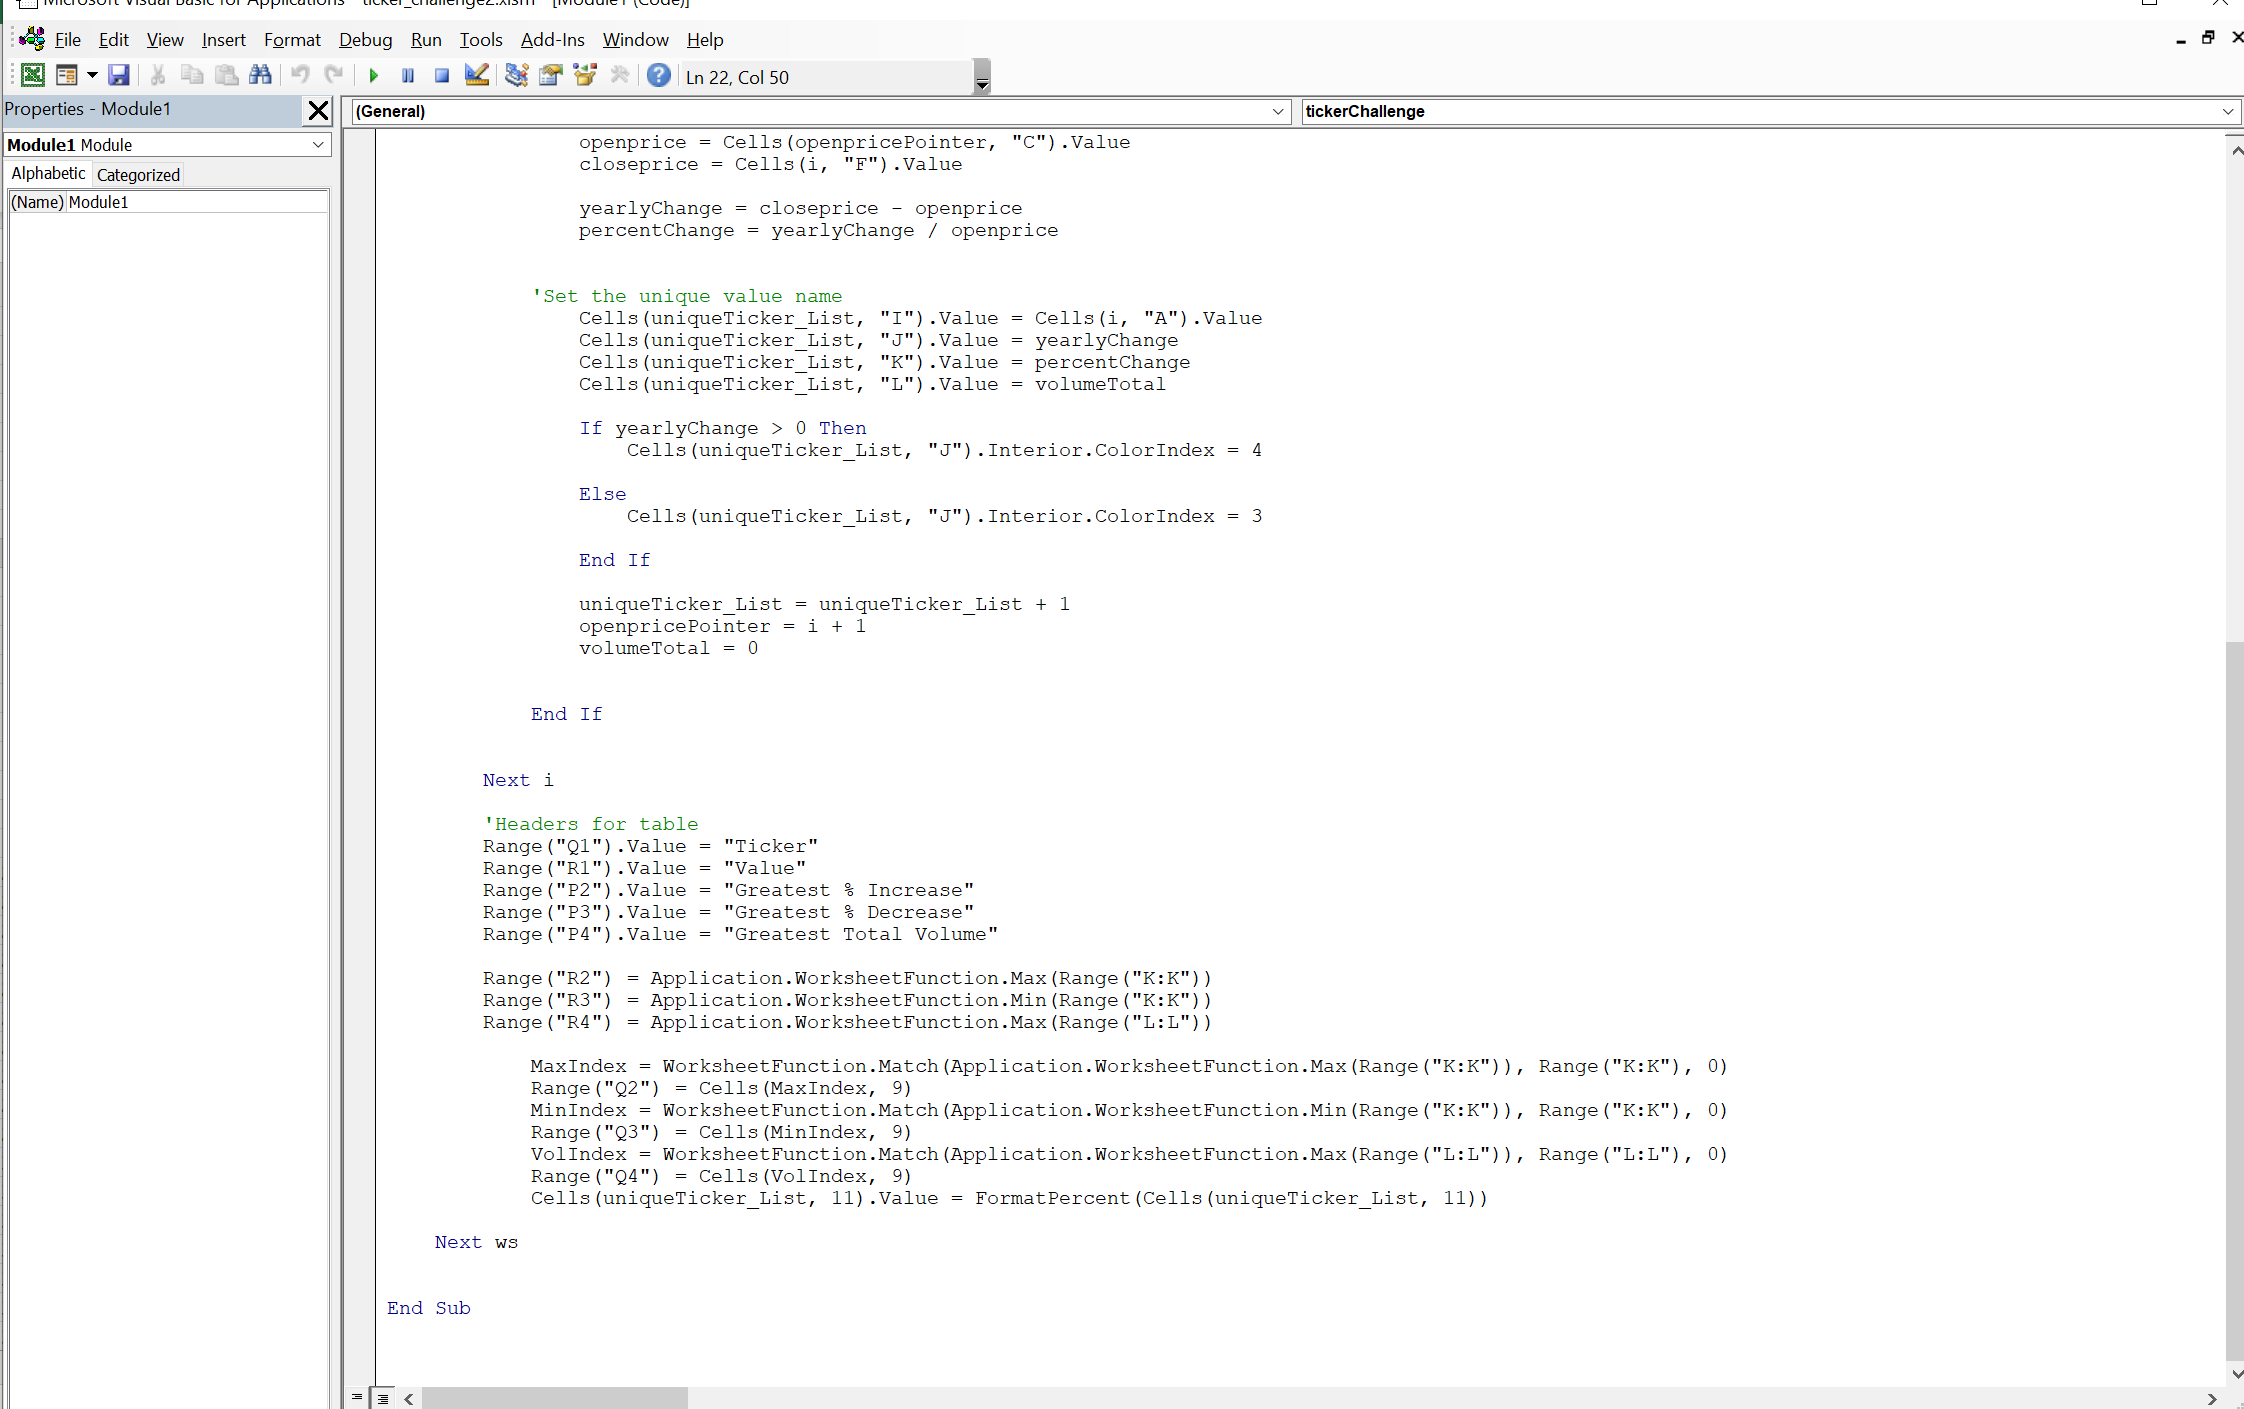 Microsoft Visual Basic for Applications - ticker_challenge2.xlsm - [Module1 (Code)]
File Edit View Insert Format Debug Run Tools Add-Ins Window Help
Ln 22, Col 50
Properties - Module1
Module1 Module
Alphabetic Categorized
(Name) Module1
(General)
tickerChallenge
openprice = Cells(openpricePointer, "C").Value
closeprice = Cells(i, "F").Value
yearlyChange = closeprice - openprice
percentChange = yearlyChange / openprice
'Set the unique value name
Cells(uniqueTicker_List, "I").Value = Cells(i, "A").Value
Cells(uniqueTicker_List, "J").Value = yearlyChange
Cells(uniqueTicker_List, "K").Value = percentChange
Cells(uniqueTicker_List, "L").Value = volumeTotal
If yearlyChange > 0 Then
Cells(uniqueTicker_List, "J").Interior.ColorIndex = 4
Else
Cells(uniqueTicker_List, "J").Interior.ColorIndex = 3
End If
uniqueTicker_List = uniqueTicker_List + 1
openpricePointer = i + 1
volumeTotal = 0
End If
Next i
'Headers for table
Range("Q1").Value = "Ticker"
Range("R1").Value = "Value"
Range("P2").Value = "Greatest % Increase"
Range("P3").Value = "Greatest % Decrease"
Range("P4").Value = "Greatest Total Volume"
Range("R2") = Application.WorksheetFunction.Max(Range("K:K"))
Range("R3") = Application.WorksheetFunction.Min(Range("K:K"))
Range("R4") = Application.WorksheetFunction.Max(Range("L:L"))
MaxIndex = WorksheetFunction.Match(Application.WorksheetFunction.Max(Range("K:K")), Range("K:K"), 0)
Range("Q2") = Cells(MaxIndex, 9)
MinIndex = WorksheetFunction.Match(Application.WorksheetFunction.Min(Range("K:K")), Range("K:K"), 0)
Range("Q3") = Cells(MinIndex, 9)
VolIndex = WorksheetFunction.Match(Application.WorksheetFunction.Max(Range("L:L")), Range("L:L"), 0)
Range("Q4") = Cells(VolIndex, 9)
Cells(uniqueTicker_List, 11).Value = FormatPercent(Cells(uniqueTicker_List, 11))
Next ws
End Sub